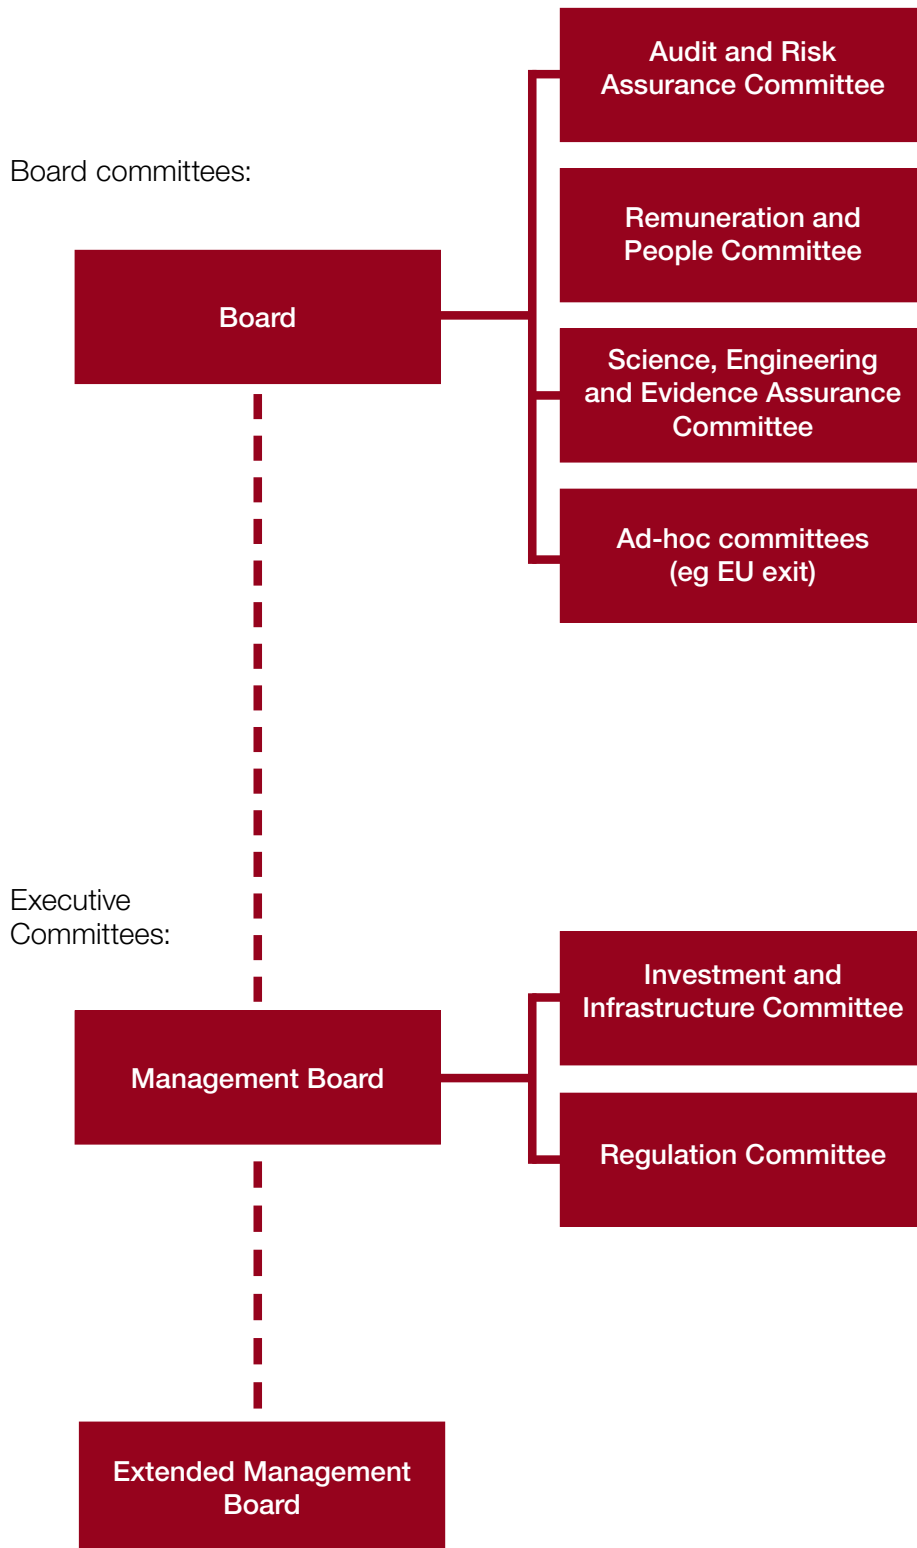 Board committees:
Board
Audit and Risk
Assurance Committee
Remuneration and
People Committee
Science, Engineering
and Evidence Assurance
Committee
Ad-hoc committees
(eg EU exit)
Executive
Committees:
Management Board
Investment and
Infrastructure Committee
Regulation Committee
Extended Management
Board